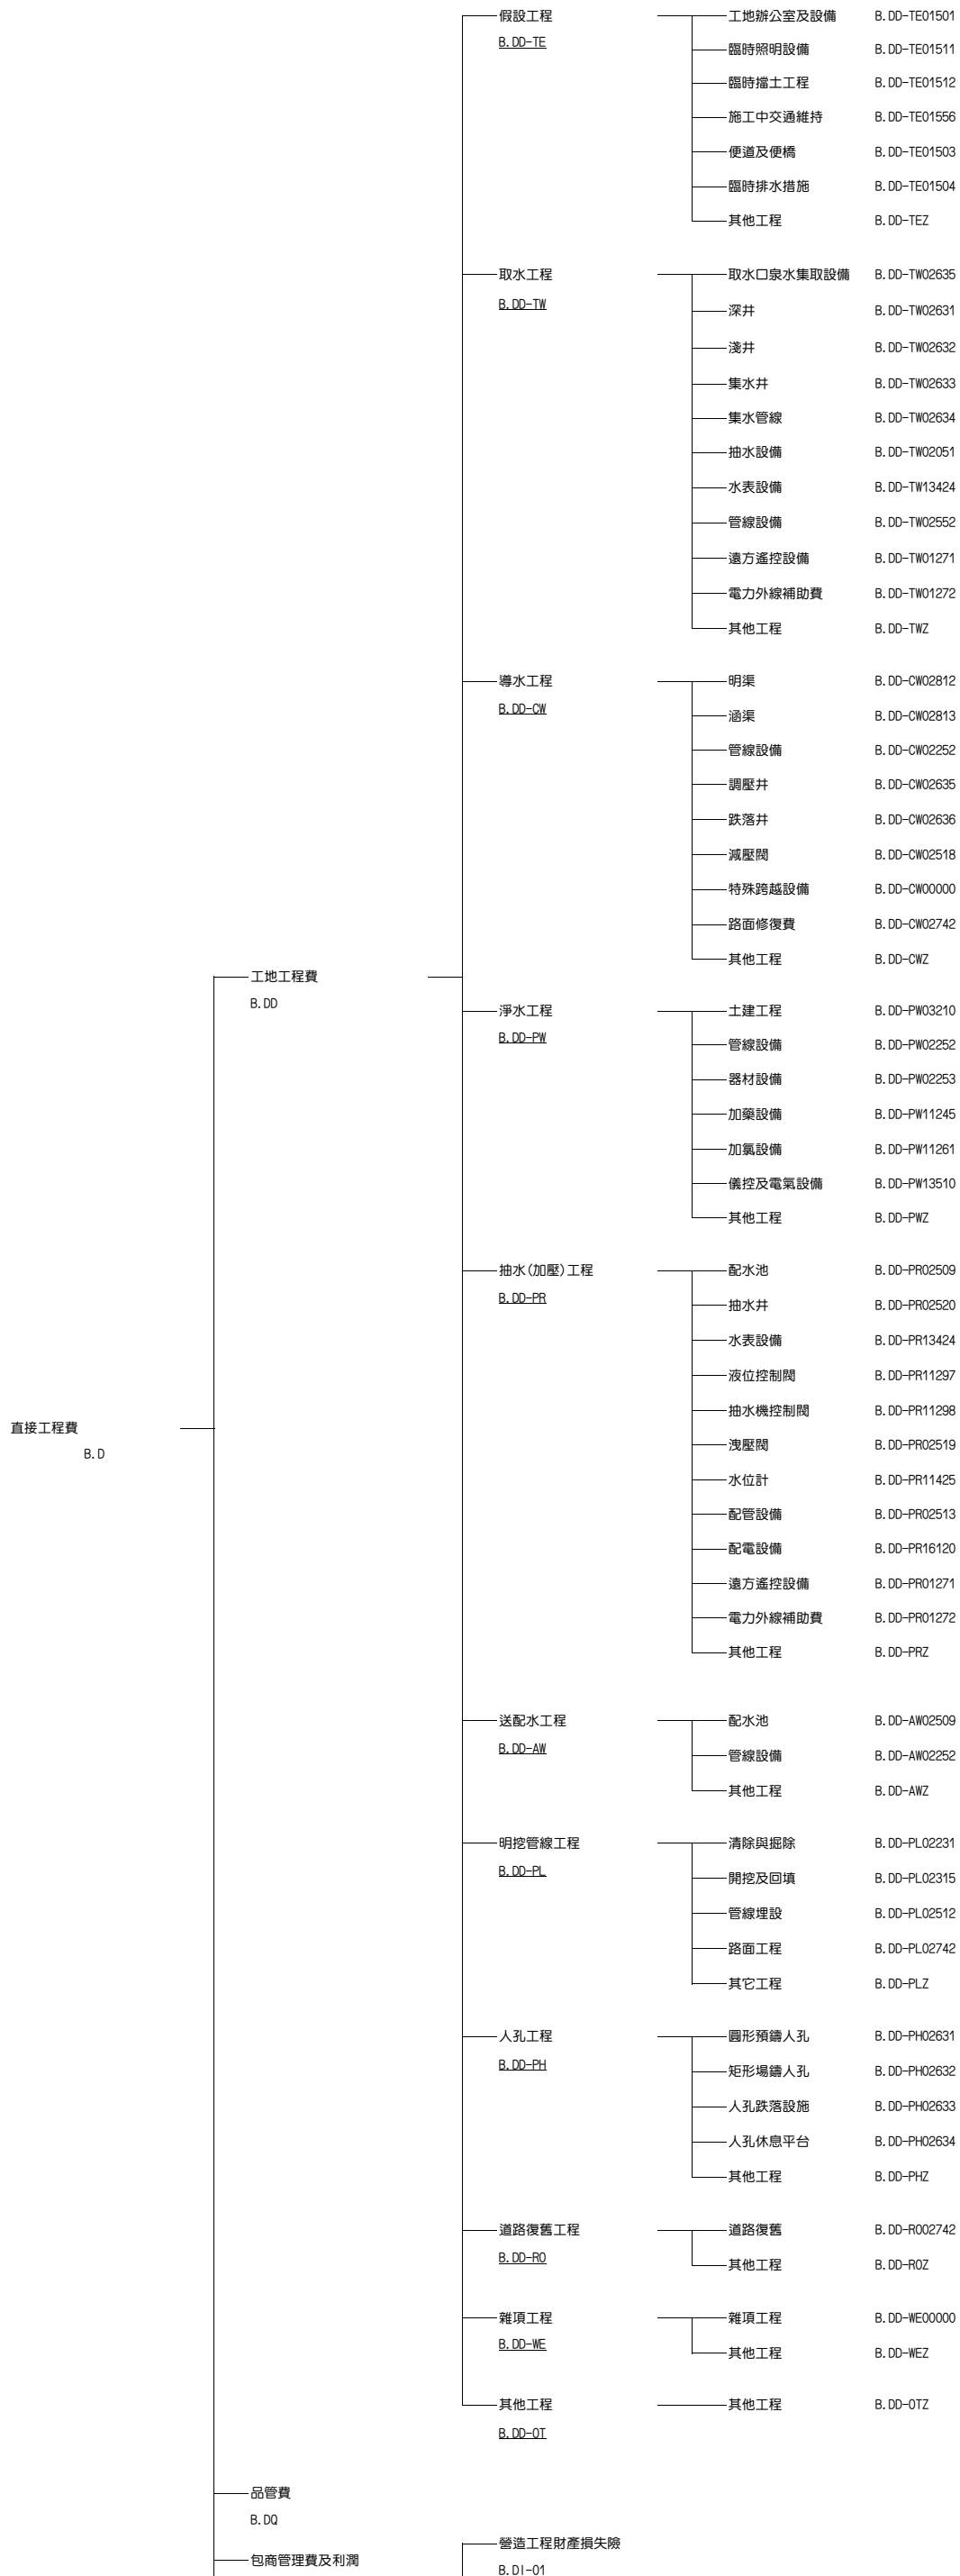 假設工程 工地辦公室及設備 B.DD-TE01501
B.DD-TE
臨時照明設備 B.DD-TE01511
臨時擋土工程 B.DD-TE01512
施工中交通維持 B.DD-TE01556
便道及便橋 B.DD-TE01503
臨時排水措施 B.DD-TE01504
其他工程 B.DD-TEZ
取水工程 取水口泉水集取設備 B.DD-TW02635
B.DD-TW
深井 B.DD-TW02631
淺井 B.DD-TW02632
集水井 B.DD-TW02633
集水管線 B.DD-TW02634
抽水設備 B.DD-TW02051
水表設備 B.DD-TW13424
管線設備 B.DD-TW02552
遠方遙控設備 B.DD-TW01271
電力外線補助費 B.DD-TW01272
其他工程 B.DD-TWZ
導水工程 明渠 B.DD-CW02812
B.DD-CW
涵渠 B.DD-CW02813
管線設備 B.DD-CW02252
調壓井 B.DD-CW02635
跌落井 B.DD-CW02636
減壓閥 B.DD-CW02518
特殊跨越設備 B.DD-CW00000
路面修復費 B.DD-CW02742
其他工程 B.DD-CWZ
工地工程費
B.DD
淨水工程 土建工程 B.DD-PW03210
B.DD-PW
管線設備 B.DD-PW02252
器材設備 B.DD-PW02253
加藥設備 B.DD-PW11245
加氯設備 B.DD-PW11261
儀控及電氣設備 B.DD-PW13510
其他工程 B.DD-PWZ
抽水(加壓)工程 配水池 B.DD-PR02509
B.DD-PR
抽水井 B.DD-PR02520
水表設備 B.DD-PR13424
液位控制閥 B.DD-PR11297
抽水機控制閥 B.DD-PR11298
直接工程費
B.D
洩壓閥 B.DD-PR02519
水位計 B.DD-PR11425
配管設備 B.DD-PR02513
配電設備 B.DD-PR16120
遠方遙控設備 B.DD-PR01271
電力外線補助費 B.DD-PR01272
其他工程 B.DD-PRZ
送配水工程 配水池 B.DD-AW02509
B.DD-AW
管線設備 B.DD-AW02252
其他工程 B.DD-AWZ
明挖管線工程 清除與掘除 B.DD-PL02231
B.DD-PL
開挖及回填 B.DD-PL02315
管線埋設 B.DD-PL02512
路面工程 B.DD-PL02742
其它工程 B.DD-PLZ
人孔工程 圓形預鑄人孔 B.DD-PH02631
B.DD-PH
矩形場鑄人孔 B.DD-PH02632
人孔跌落設施 B.DD-PH02633
人孔休息平台 B.DD-PH02634
其他工程 B.DD-PHZ
道路復舊工程 道路復舊 B.DD-RO02742
B.DD-RO
其他工程 B.DD-ROZ
雜項工程 雜項工程 B.DD-WE00000
B.DD-WE
其他工程 B.DD-WEZ
其他工程 其他工程 B.DD-OTZ
B.DD-OT
品管費
B.DQ
營造工程財產損失險
包商管理費及利潤
B.DI-01